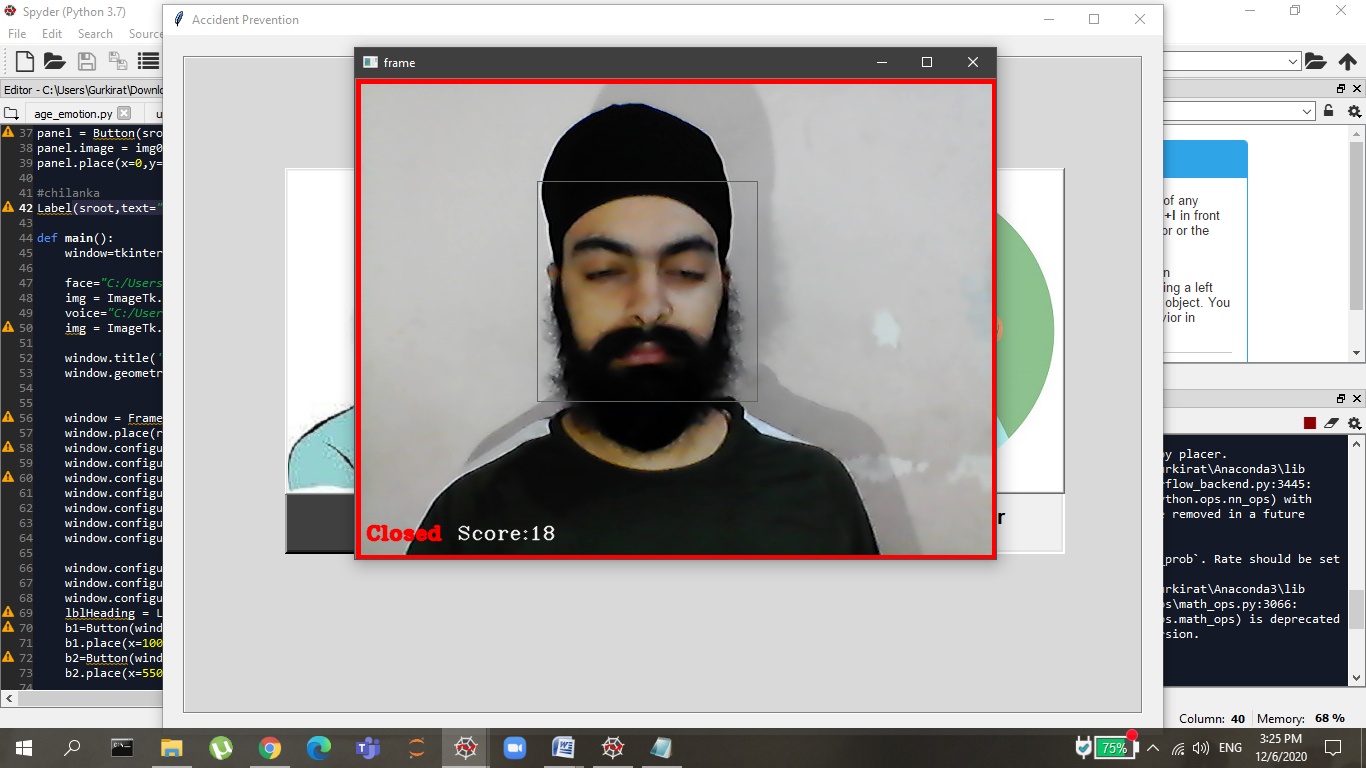 Spyder (Python 3.7)
File Edit Search Source
Editor - C:\Users\Gurkirat\Downlo
age_emotion.py
u
37 panel = Button(sro
38 panel.image = img0
39 panel.place(x=0,y=
40
41 #chilanka
42 Label(sroot,text="
43
44 def main():
45 window=tkinter
46
47 face="C:/Users
48 img = ImageTk.
49 voice="C:/User
50 img = ImageTk.
51
52 window.title('
53 window.geometr
54
55
56 window = Frame
57 window.place(r
58 window.configu
59 window.configu
60 window.configu
61 window.configu
62 window.configu
63 window.configu
64 window.configu
65
66 window.configu
67 window.configu
68 window.configu
69 lblHeading = L
70 b1=Button(wind
71 b1.place(x=100
72 b2=Button(wind
73 b2.place(x=550
74
Accident Prevention
frame
Closed Score:18
r
of any
+I in front
or or the
n
ing a left
object. You
vior in
by placer.
urkirat\Anaconda3\lib
rflow_backend.py:3445:
ython.ops.nn_ops) with
e removed in a future
_prob`. Rate should be set
urkirat\Anaconda3\lib
os\math_ops.py:3066:
ps.math_ops) is deprecated
rsion.
Column: 40 Memory: 68 %
75%
ENG
3:25 PM
12/6/2020